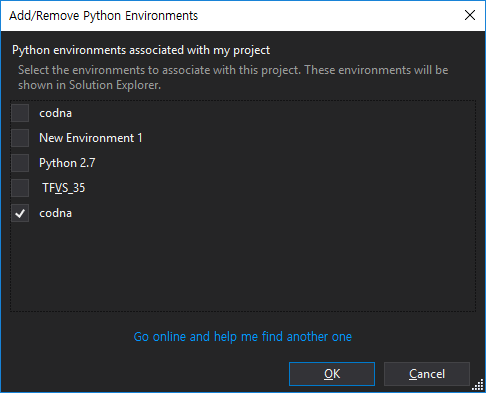 Add/Remove Python Environments
Python environments associated with my project
Select the environments to associate with this project. These environments will be
shown in Solution Explorer.
codna
New Environment 1
Python 2.7
TFVS_35
codna
Go online and help me find another one
OK
Cancel